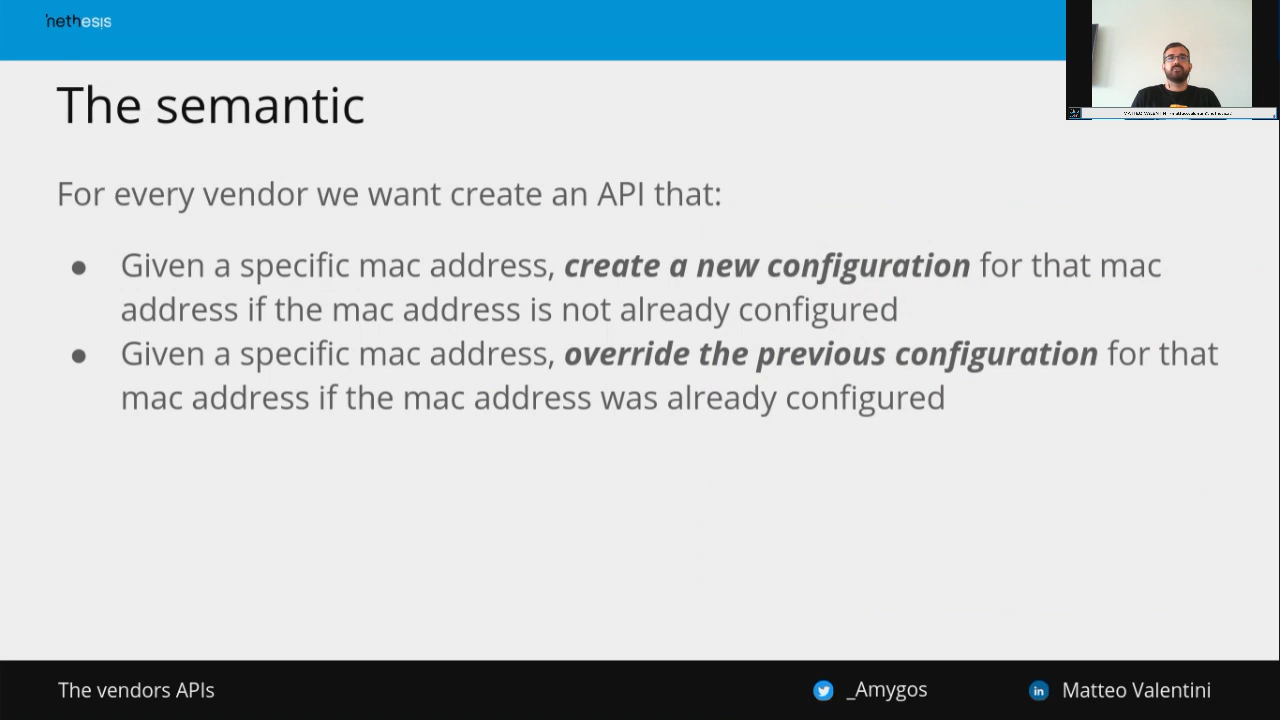 nethesis
The semantic
For every vendor we want create an API that:
● Given a specific mac address, create a new configuration for that mac
address if the mac address is not already configured
● Given a specific mac address, override the previous configuration for that
mac address if the mac address was already configured
The vendors APIs
_Amygos
in
Matteo Valentini